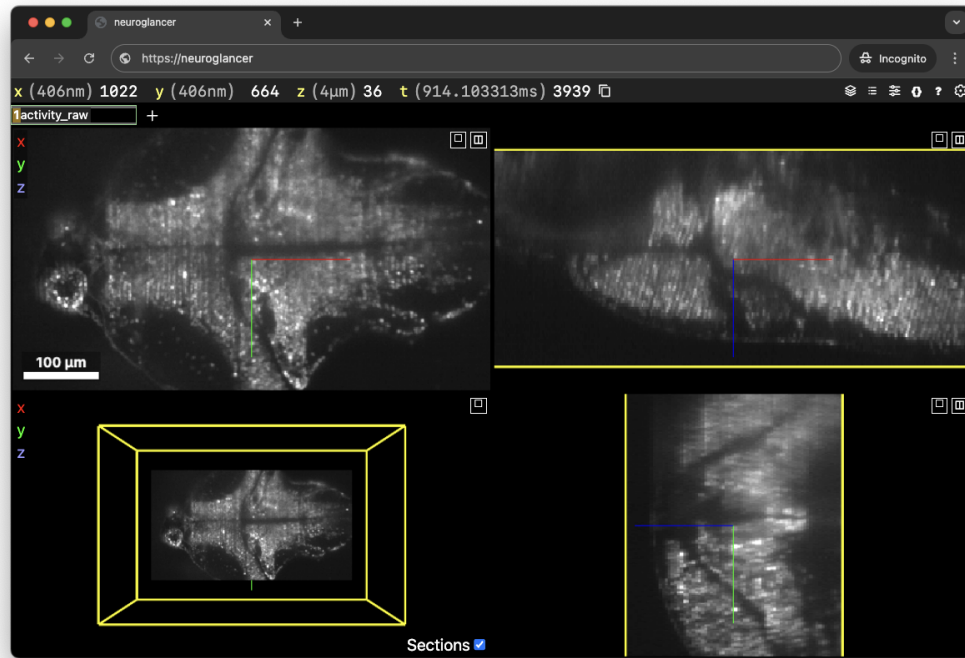 neuroglancer
https://neuroglancer
Incognito
x (406nm) 1022 y (406nm) 664 z (4μm) 36 t (914.103313ms) 3939
1activity_raw
x
y
z
100 μm
x
y
z
Sections